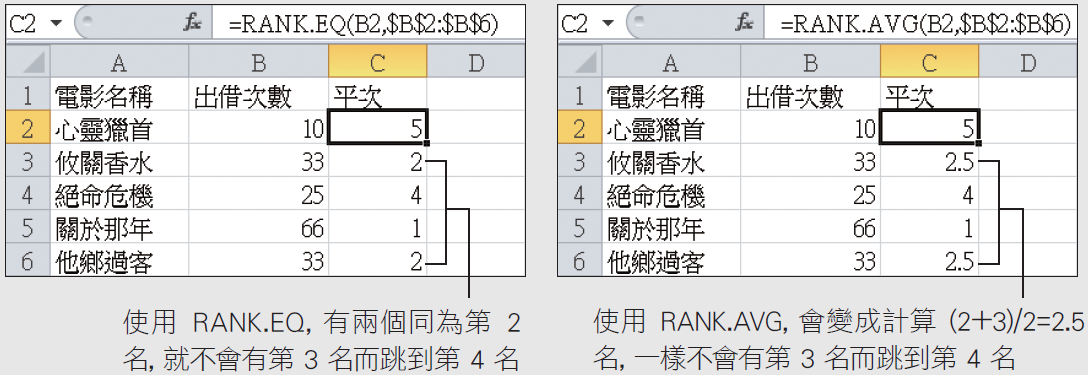 C2 fx =RANK.EQ(B2,$B$2:$B$6)
A B C D
1 電影名稱 出借次數 平次
2 心靈獵首 10 5
3 攸關香水 33 2
4 絕命危機 25 4
5 關於那年 66 1
6 他鄉過客 33 2
使用 RANK.EQ, 有兩個同為第 2
名, 就不會有第 3 名而跳到第 4 名
C2 fx =RANK.AVG(B2,$B$2:$B$6)
A B C D
1 電影名稱 出借次數 平次
2 心靈獵首 10 5
3 攸關香水 33 2.5
4 絕命危機 25 4
5 關於那年 66 1
6 他鄉過客 33 2.5
使用 RANK.AVG, 會變成計算 (2+3)/2=2.5
名, 一樣不會有第 3 名而跳到第 4 名